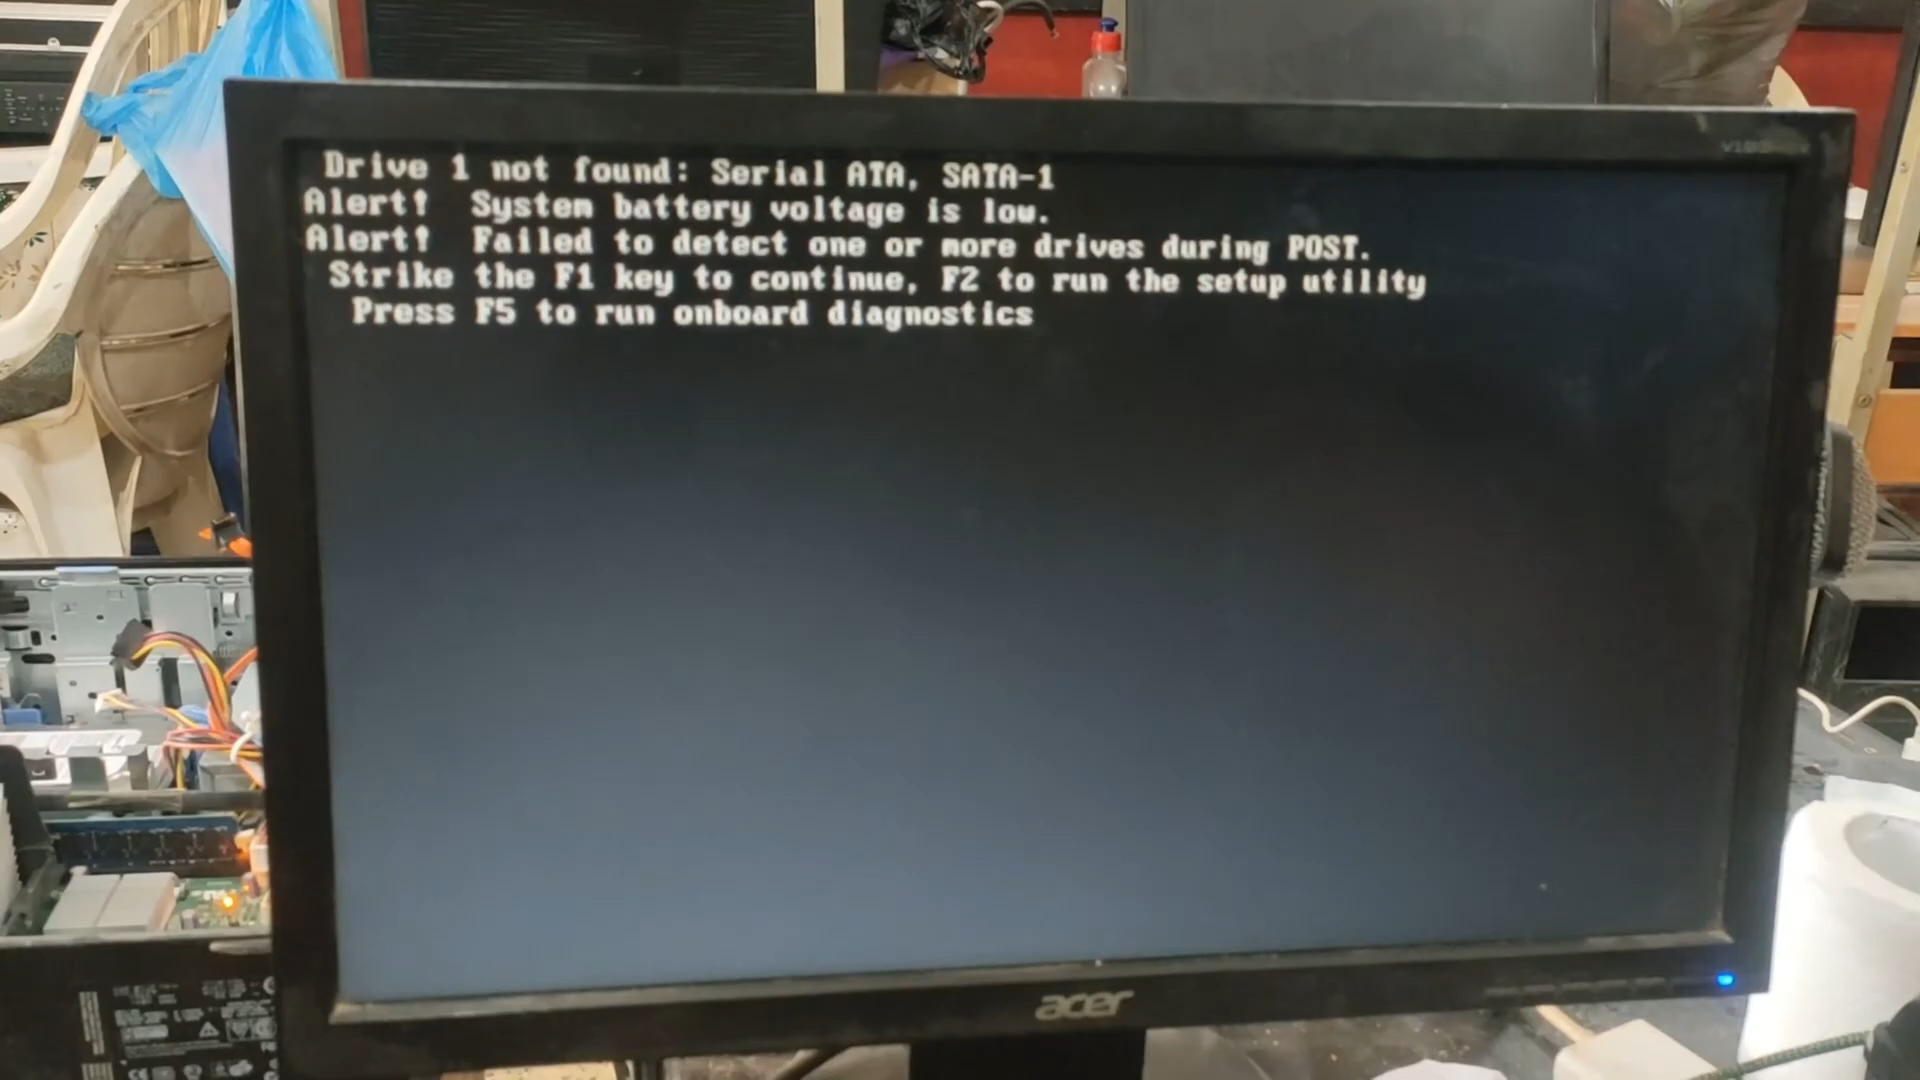 Drive 1 not found: Serial ATA, SATA-1
Alert! System battery voltage is low.
Alert! Failed to detect one or more drives during POST.
Strike the F1 key to continue, F2 to run the setup utility
Press F5 to run onboard diagnostics
acer